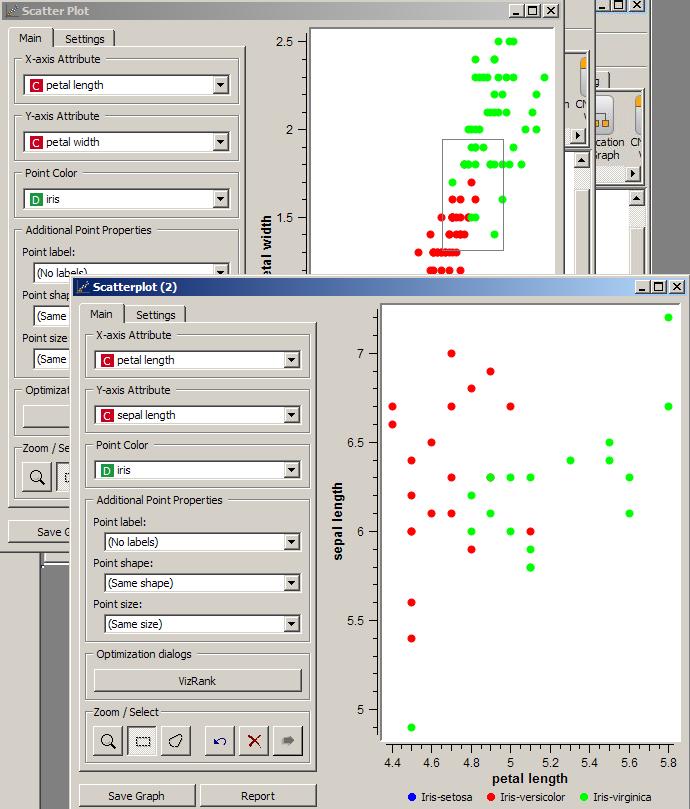 Scatter Plot
Main
Settings
X-axis Attribute
C petal length
Y-axis Attribute
C petal width
Point Color
D iris
Additional Point Properties
Point label:
(No labels)
Point shap
(Same
Point size
(Same
Optimizat
Zoom / Se
Save G
2.5
2
1.5
etal width
cation
Graph
CN
Scatterplot (2)
Main
Settings
X-axis Attribute
C petal length
Y-axis Attribute
C sepal length
Point Color
D iris
Additional Point Properties
Point label:
(No labels)
Point shape:
(Same shape)
Point size:
(Same size)
Optimization dialogs
VizRank
Zoom / Select
Save Graph
Report
7
6.5
6
5.5
5
sepal length
4.4 4.6 4.8 5 5.2 5.4 5.6 5.8
petal length
Iris-setosa Iris-versicolor Iris-virginica